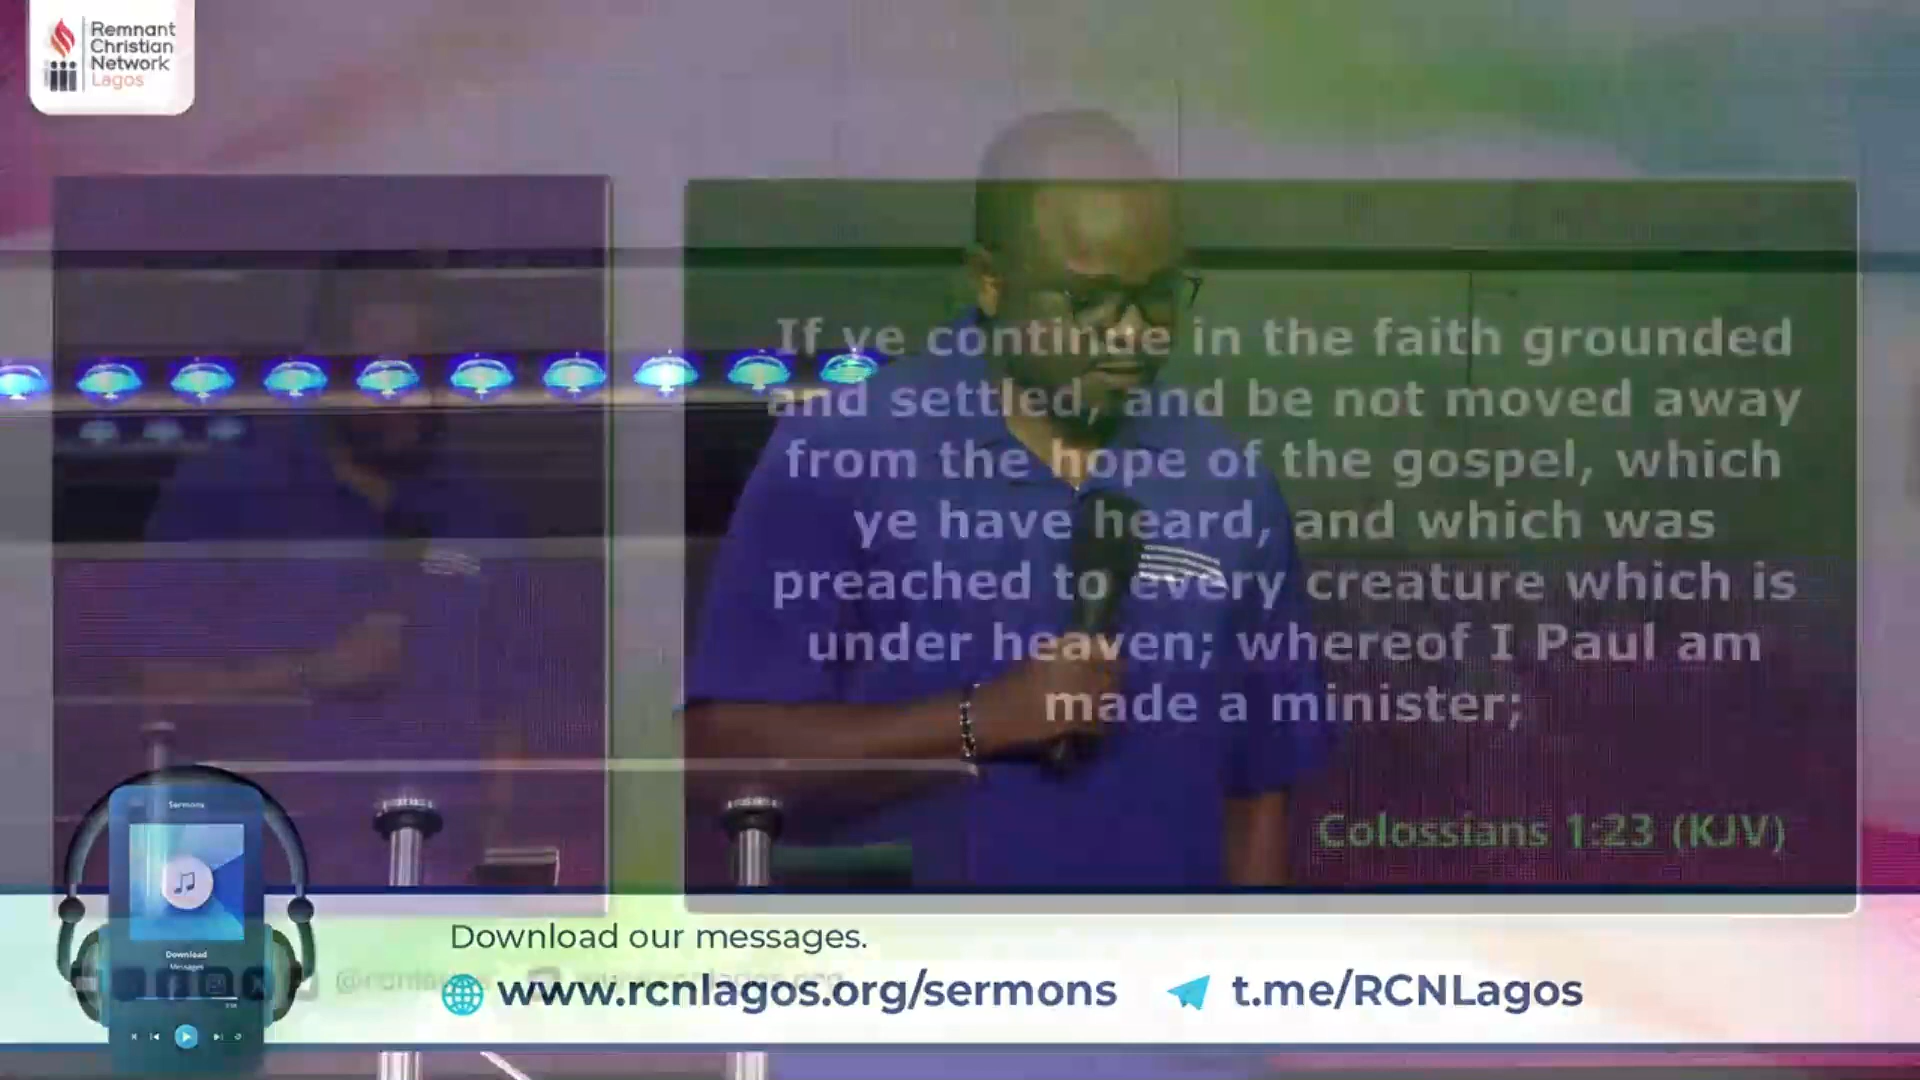 Remnant
Christian
Network
Lagos
If ye continue in the faith grounded
and settled, and be not moved away
from the hope of the gospel, which
ye have heard, and which was
preached to every creature which is
under heaven; whereof I Paul am
made a minister;
Colossians 1:23 (KJV)
Sermons
Download
Messages
Download our messages.
www.rcnlagos.org/sermons
t.me/RCNLagos